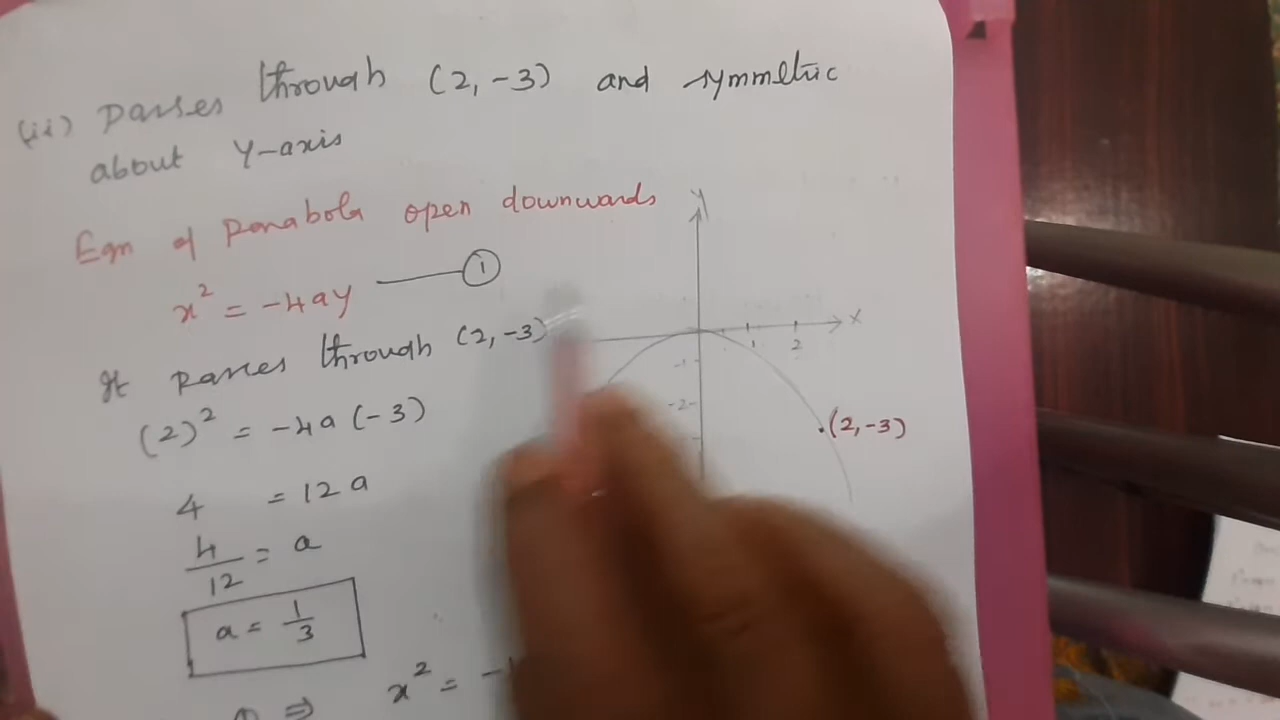 (ii) Passes through (2, -3) and symmetric
about Y-axis
Eqn of Parabola open downwards
x² = -4ay — ①
It passes through (2, -3)
(2)² = -4a (-3)
4 = 12a
4/12 = a
a = 1/3
① ⇒ x² = -
Y
X
1 2
-1
-2
(2, -3)